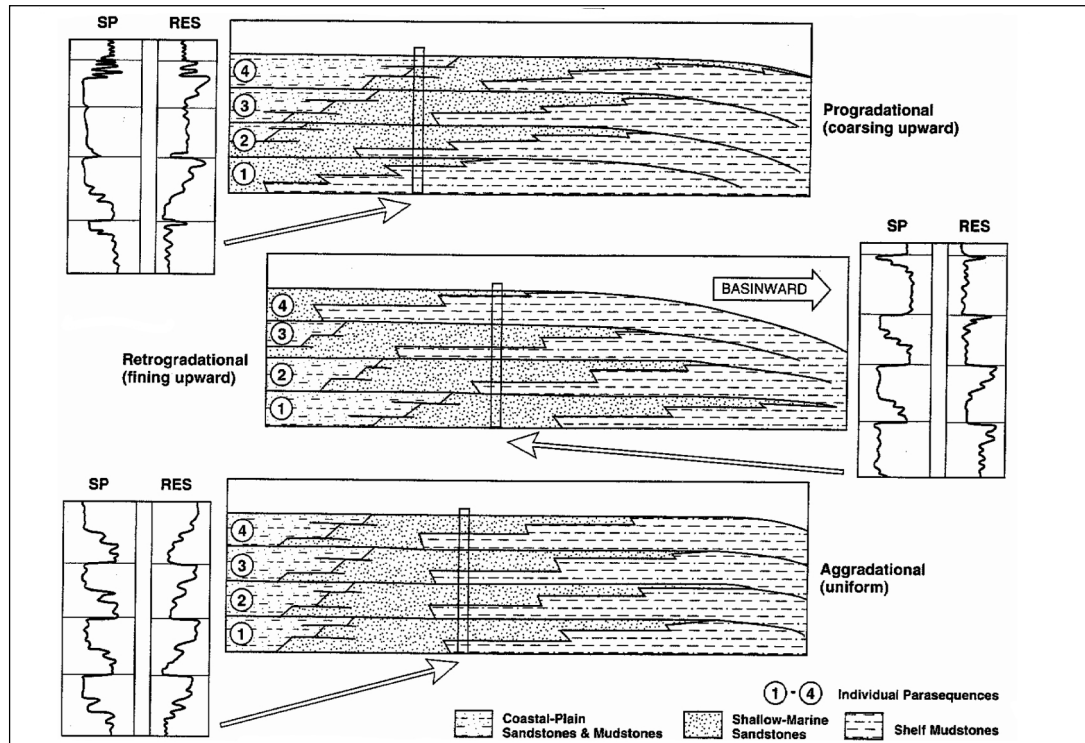 SP RES
4
3
2
1
Progradational
(coarsing upward)
SP RES
BASINWARD
4
3
2
1
Retrogradational
(fining upward)
SP RES
4
3
2
1
Aggradational
(uniform)
1 - 4 Individual Parasequences
Coastal-Plain
Sandstones & Mudstones
Shallow-Marine
Sandstones
Shelf Mudstones